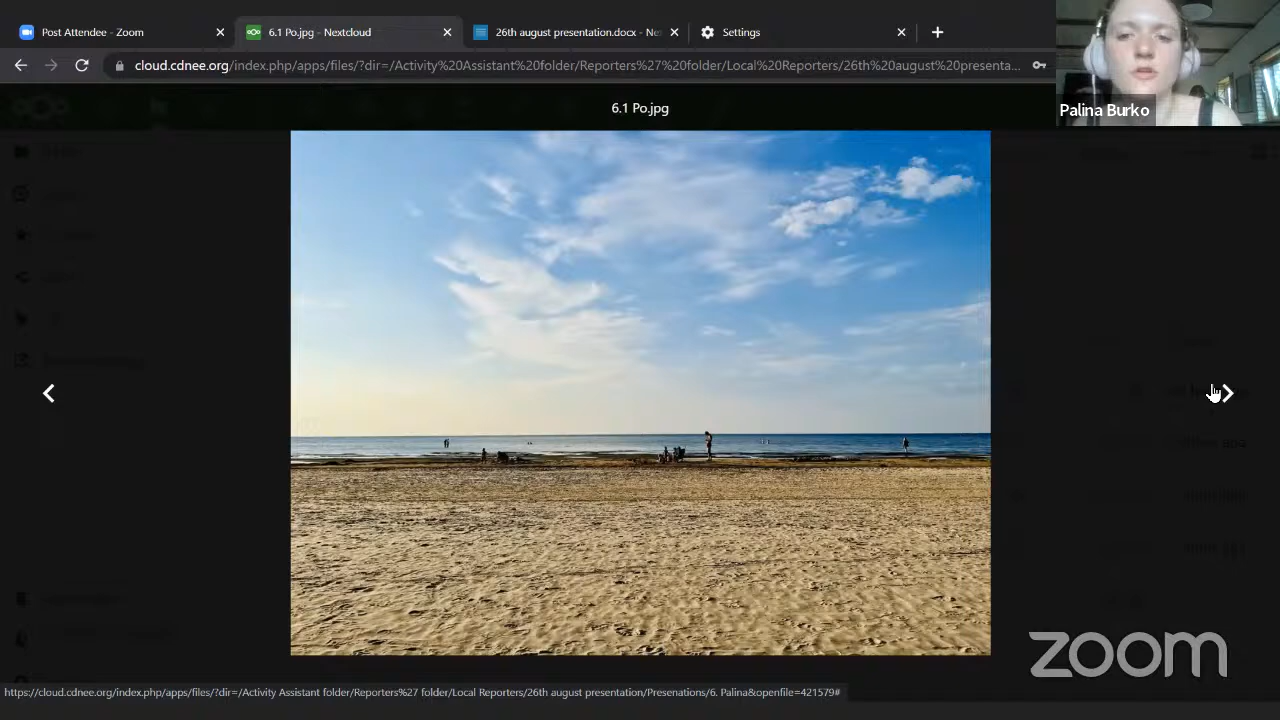 Post Attendee - Zoom
6.1 Po.jpg - Nextcloud
26th august presentation.docx - Ne
Settings
cloud.cdnee.org/index.php/apps/files/?dir=/Activity%20Assistant%20folder/Reporters%27%20folder/Local%20Reporters/26th%20august%20presenta...
6.1 Po.jpg
Palina Burko
zoom
https://cloud.cdnee.org/index.php/apps/files/?dir=/Activity Assistant folder/Reporters%27 folder/Local Reporters/26th august presentation/Presenations/6. Palina&openfile=421579#